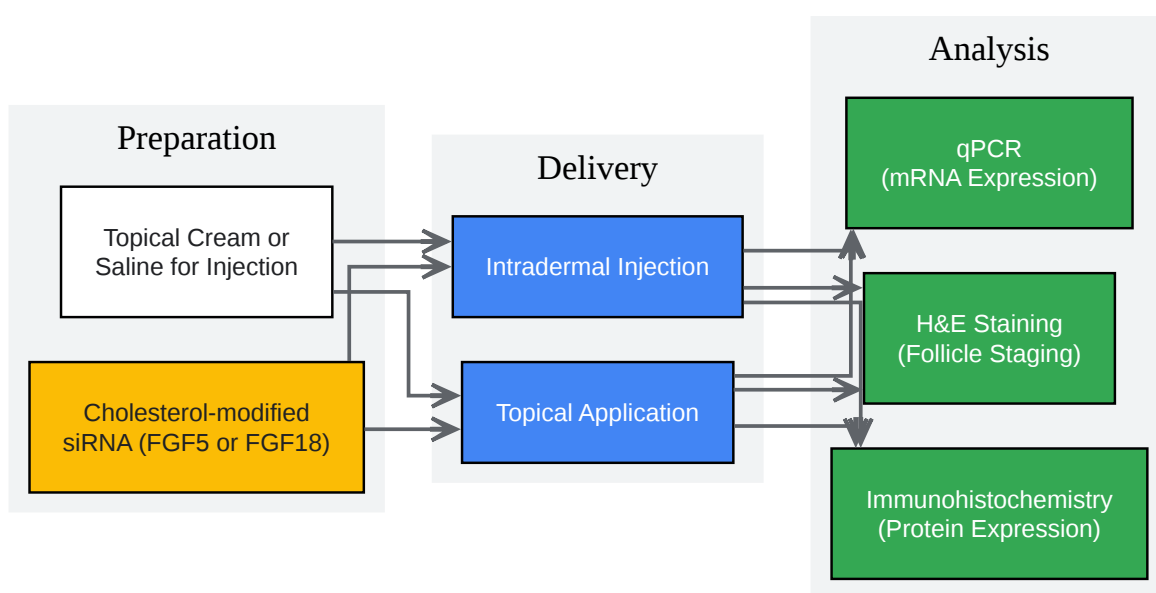 Preparation
Topical Cream or
Saline for Injection
Cholesterol-modified
siRNA (FGF5 or FGF18)
Delivery
Intradermal Injection
Topical Application
Analysis
qPCR
(mRNA Expression)
H&E Staining
(Follicle Staging)
Immunohistochemistry
(Protein Expression)